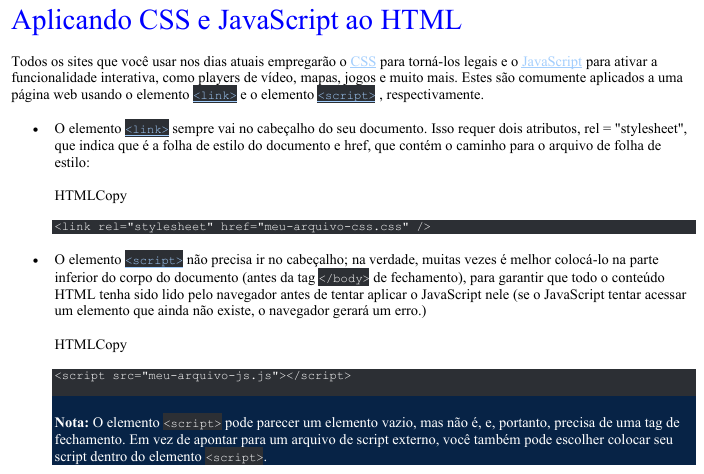 Aplicando CSS e JavaScript ao HTML
Todos os sites que você usar nos dias atuais empregarão o CSS para torná-los legais e o JavaScript para ativar a
funcionalidade interativa, como players de vídeo, mapas, jogos e muito mais. Estes são comumente aplicados a uma
página web usando o elemento <link> e o elemento <script> , respectivamente.
• O elemento <link> sempre vai no cabeçalho do seu documento. Isso requer dois atributos, rel = "stylesheet",
que indica que é a folha de estilo do documento e href, que contém o caminho para o arquivo de folha de
estilo:
HTMLCopy
<link rel="stylesheet" href="meu-arquivo-css.css" />
• O elemento <script> não precisa ir no cabeçalho; na verdade, muitas vezes é melhor colocá-lo na parte
inferior do corpo do documento (antes da tag </body> de fechamento), para garantir que todo o conteúdo
HTML tenha sido lido pelo navegador antes de tentar aplicar o JavaScript nele (se o JavaScript tentar acessar
um elemento que ainda não existe, o navegador gerará um erro.)
HTMLCopy
<script src="meu-arquivo-js.js"></script>
Nota: O elemento <script> pode parecer um elemento vazio, mas não é, e, portanto, precisa de uma tag de
fechamento. Em vez de apontar para um arquivo de script externo, você também pode escolher colocar seu
script dentro do elemento <script>.